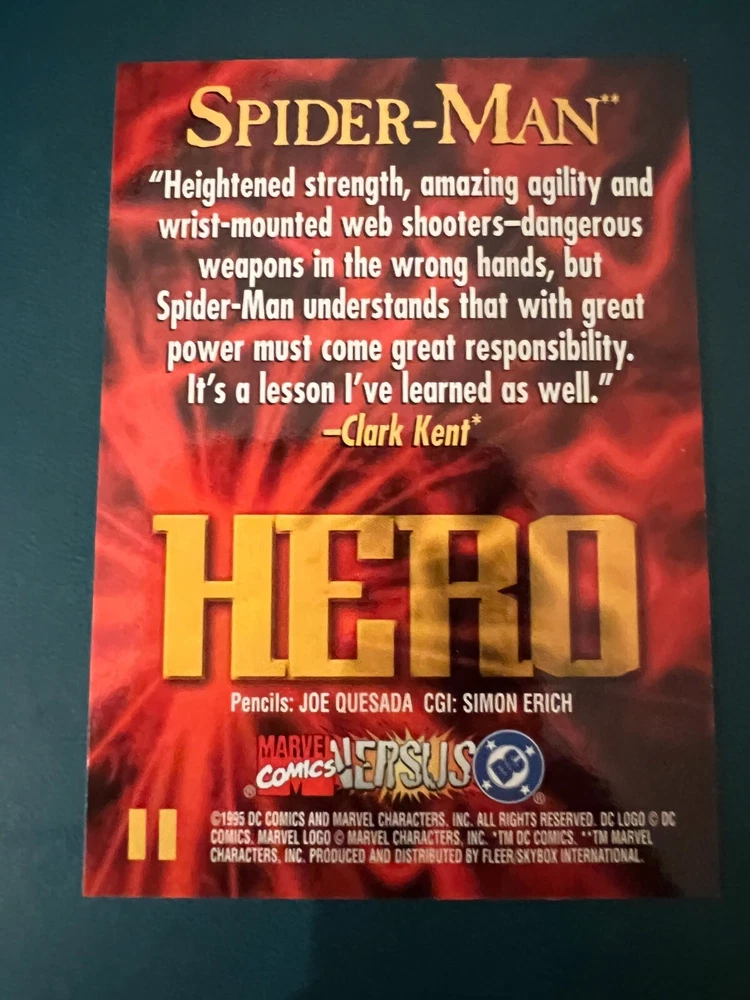 SPIDER-MAN**
“Heightened strength, amazing agility and
wrist-mounted web shooters–dangerous
weapons in the wrong hands, but
Spider-Man understands that with great
power must come great responsibility.
It’s a lesson I’ve learned as well.”
–Clark Kent*
HERO
Pencils: JOE QUESADA CGI: SIMON ERICH
MARVEL COMICS VERSUS DC
® ®
11
©1995 DC COMICS AND MARVEL CHARACTERS, INC. ALL RIGHTS RESERVED. DC LOGO © DC
COMICS. MARVEL LOGO © MARVEL CHARACTERS, INC. *TM DC COMICS. **TM MARVEL
CHARACTERS, INC. PRODUCED AND DISTRIBUTED BY FLEER/SKYBOX INTERNATIONAL.